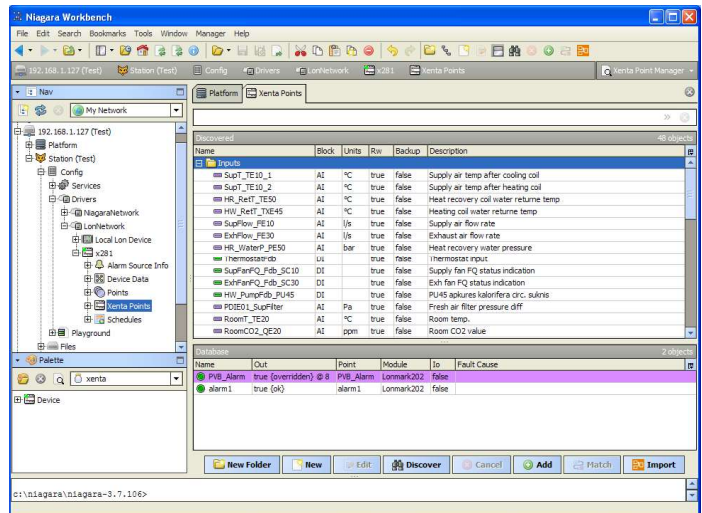 Niagara Workbench
File Edit Search Bookmarks Tools Window Manager Help
192.168.1.127 (Test) Station (Test) Config Drivers LonNetwork x281 Xenta Points Xenta Point Manager
Nav
My Network
192.168.1.127 (Test)
Platform
Station (Test)
Config
Services
Drivers
NiagaraNetwork
LonNetwork
Local Lon Device
x281
Alarm Source Info
Device Data
Points
Xenta Points
Schedules
Playground
Files
Palette
xenta
Device
Platform Xenta Points
Discovered 48 objects
Name Block Units Rw Backup Description
Inputs
SupT_TE10_1 AI °C true false Supply air temp after cooling coil
SupT_TE10_2 AI °C true false Supply air temp after heating coil
HR_RetT_TE50 AI °C true false Heat recovery coil water returne temp
HW_RetT_TXE45 AI °C true false Heating coil water returne temp
SupFlow_FE10 AI l/s true false Supply air flow rate
ExhFlow_FE30 AI l/s true false Exhaust air flow rate
HR_WaterP_PE50 AI bar true false Heat recovery water pressure
ThermostatFdb DI true false Thermostat input
SupFanFQ_Fdb_SC10 DI true false Supply fan FQ status indication
ExhFanFQ_Fdb_SC30 DI true false Exh fan FQ status indication
HW_PumpFdb_PU45 DI true false PU45 apkures kalorifera circ. suknis
PDIE01_SupFilter AI Pa true false Fresh air filter pressure diff
RoomT_TE20 AI °C true false Room temp.
RoomCO2_QE20 AI ppm true false Room CO2 value
Database 2 objects
Name Out Point Module Io Fault Cause
PVB_Alarm true {overridden} @ 8 PVB_Alarm Lonmark202 false
alarm1 true {ok} alarm1 Lonmark202 false
New Folder New Edit Discover Cancel Add Match Import
c:\niagara\niagara-3.7.106>